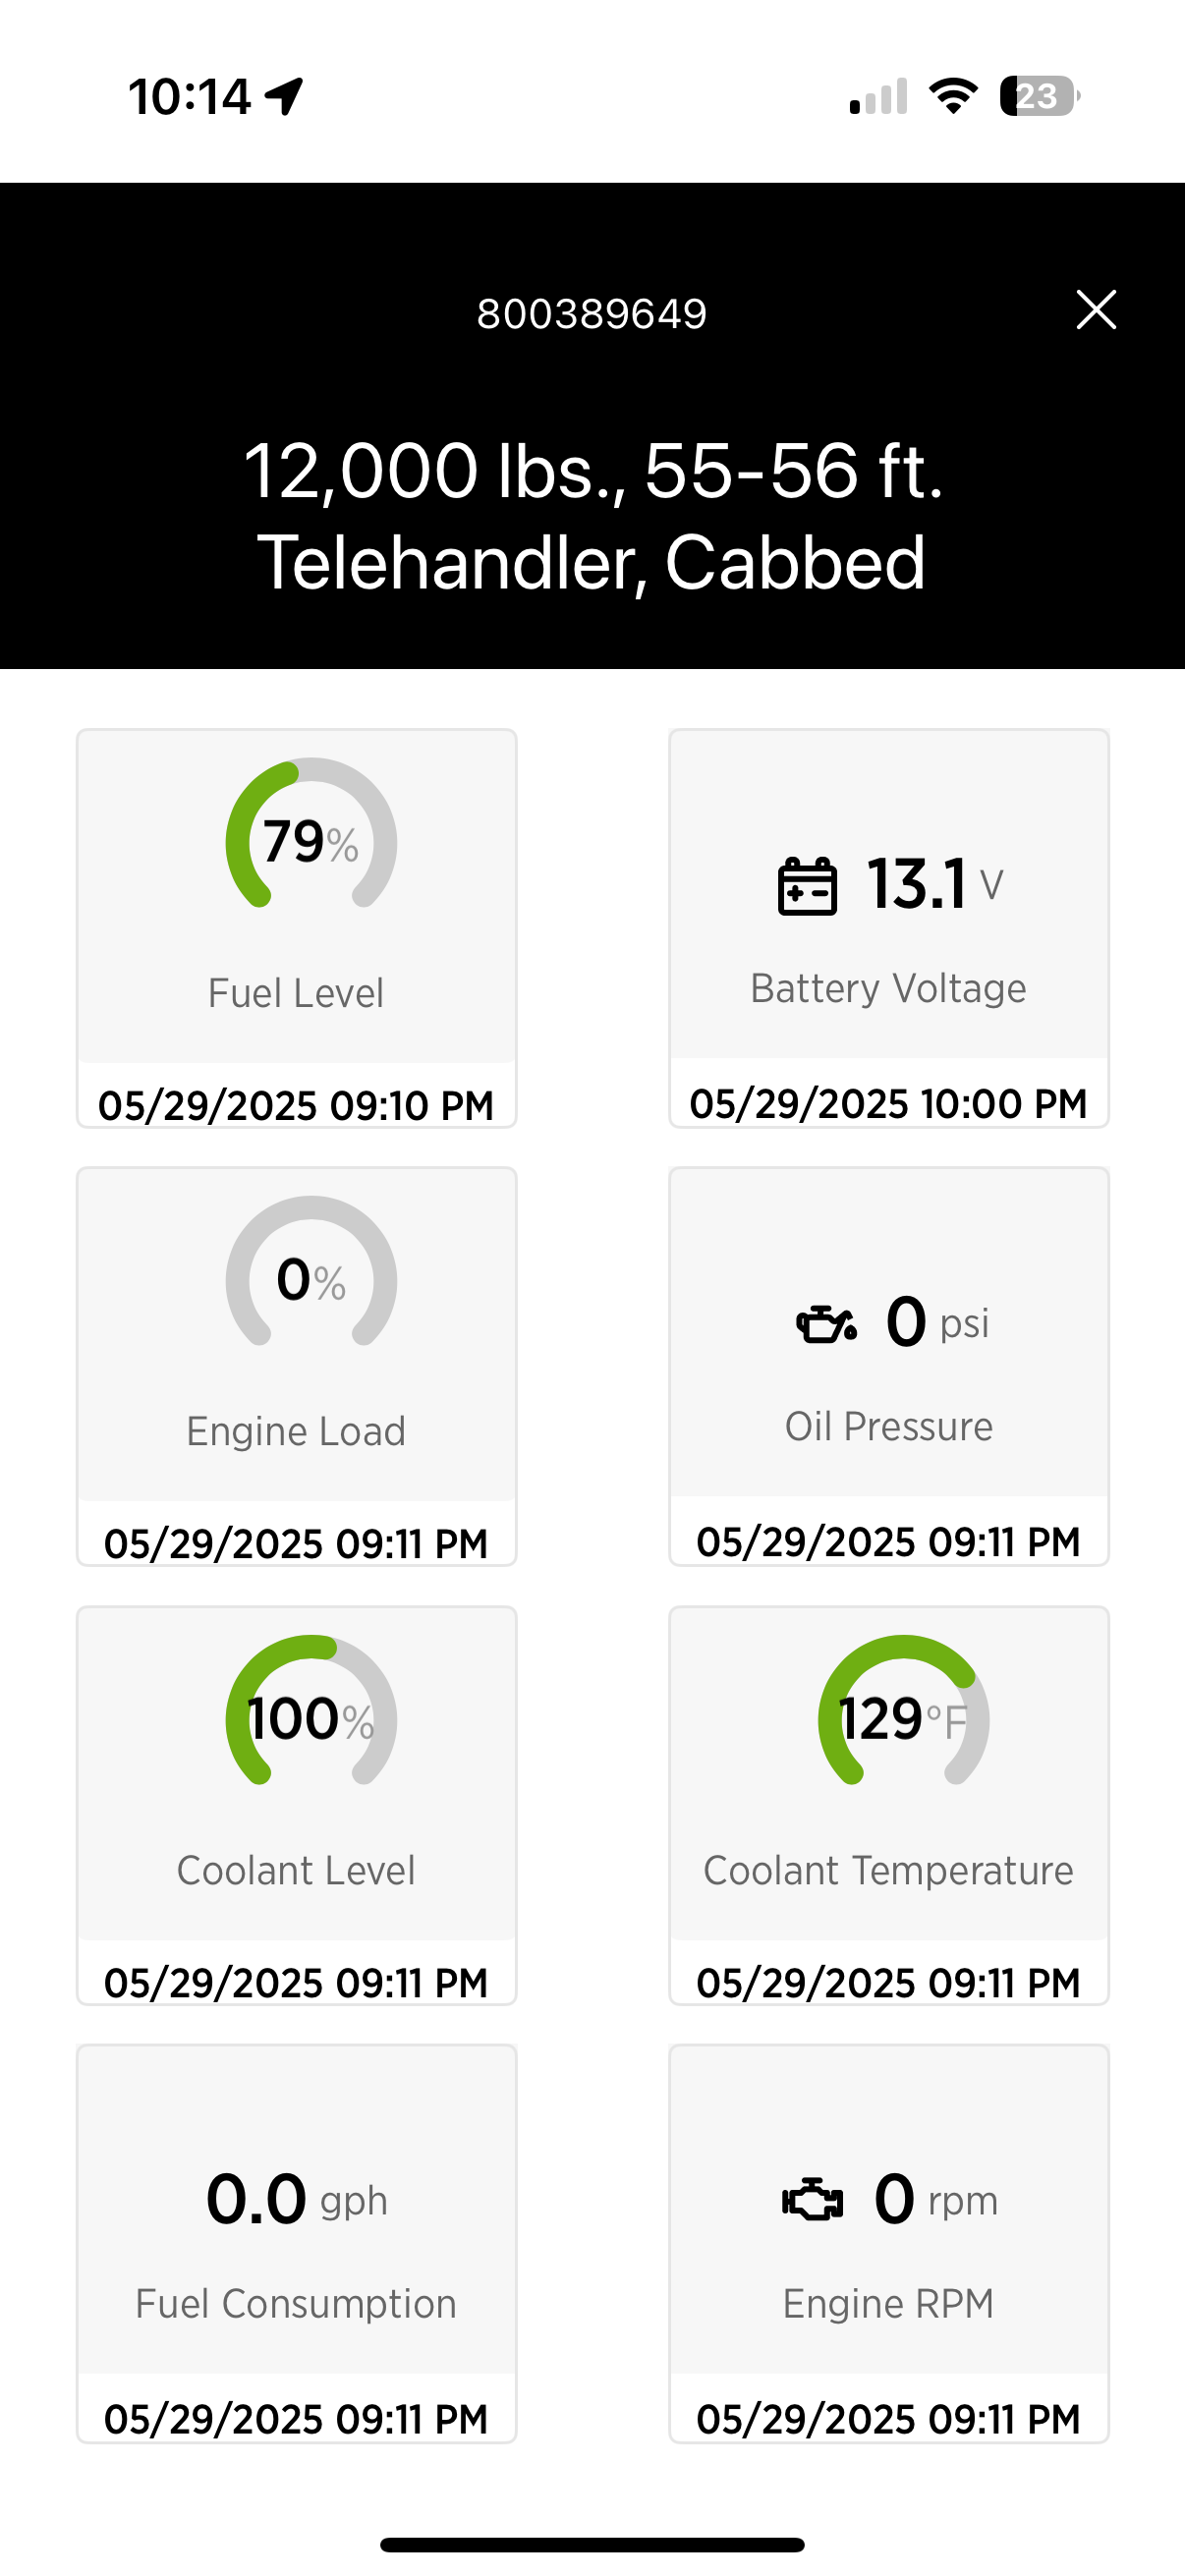 10:14
23
800389649
12,000 lbs., 55-56 ft.
Telehandler, Cabbed
79%
Fuel Level
05/29/2025 09:10 PM
13.1 V
Battery Voltage
05/29/2025 10:00 PM
0%
Engine Load
05/29/2025 09:11 PM
0 psi
Oil Pressure
05/29/2025 09:11 PM
100%
Coolant Level
05/29/2025 09:11 PM
129°F
Coolant Temperature
05/29/2025 09:11 PM
0.0 gph
Fuel Consumption
05/29/2025 09:11 PM
0 rpm
Engine RPM
05/29/2025 09:11 PM